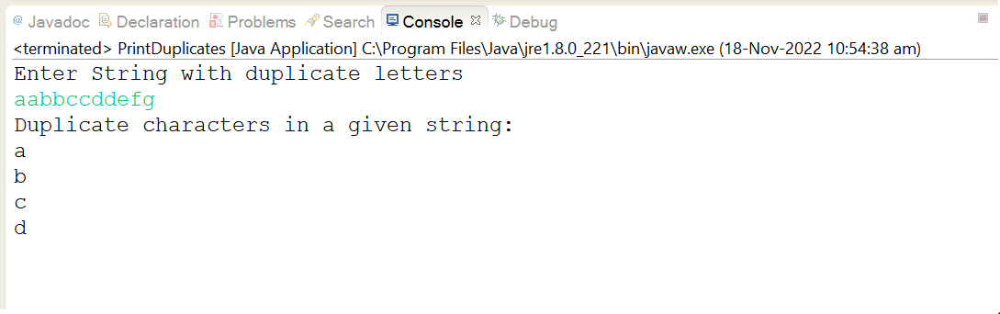 @ Javadoc Declaration Problems Search Console Debug
<terminated> PrintDuplicates [Java Application] C:\Program Files\Java\jre1.8.0_221\bin\javaw.exe (18-Nov-2022 10:54:38 am)
Enter String with duplicate letters
aabbccddefg
Duplicate characters in a given string:
a
b
c
d